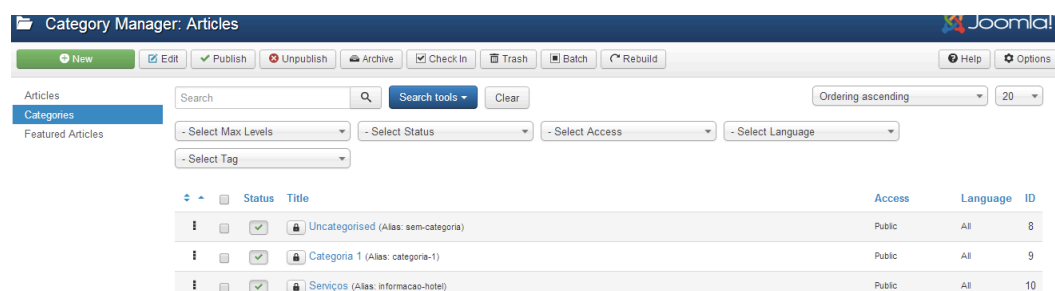 Category Manager: Articles Joomla!
New Edit Publish Unpublish Archive Check In Trash Batch Rebuild Help Options
Articles
Categories
Featured Articles
Search Search tools Clear Ordering ascending 20
- Select Max Levels - Select Status - Select Access - Select Language
- Select Tag
Status Title Access Language ID
Uncategorised (Alias: sem-categoria) Public All 8
Categoria 1 (Alias: categoria-1) Public All 9
Serviços (Alias: informacao-hotel) Public All 10